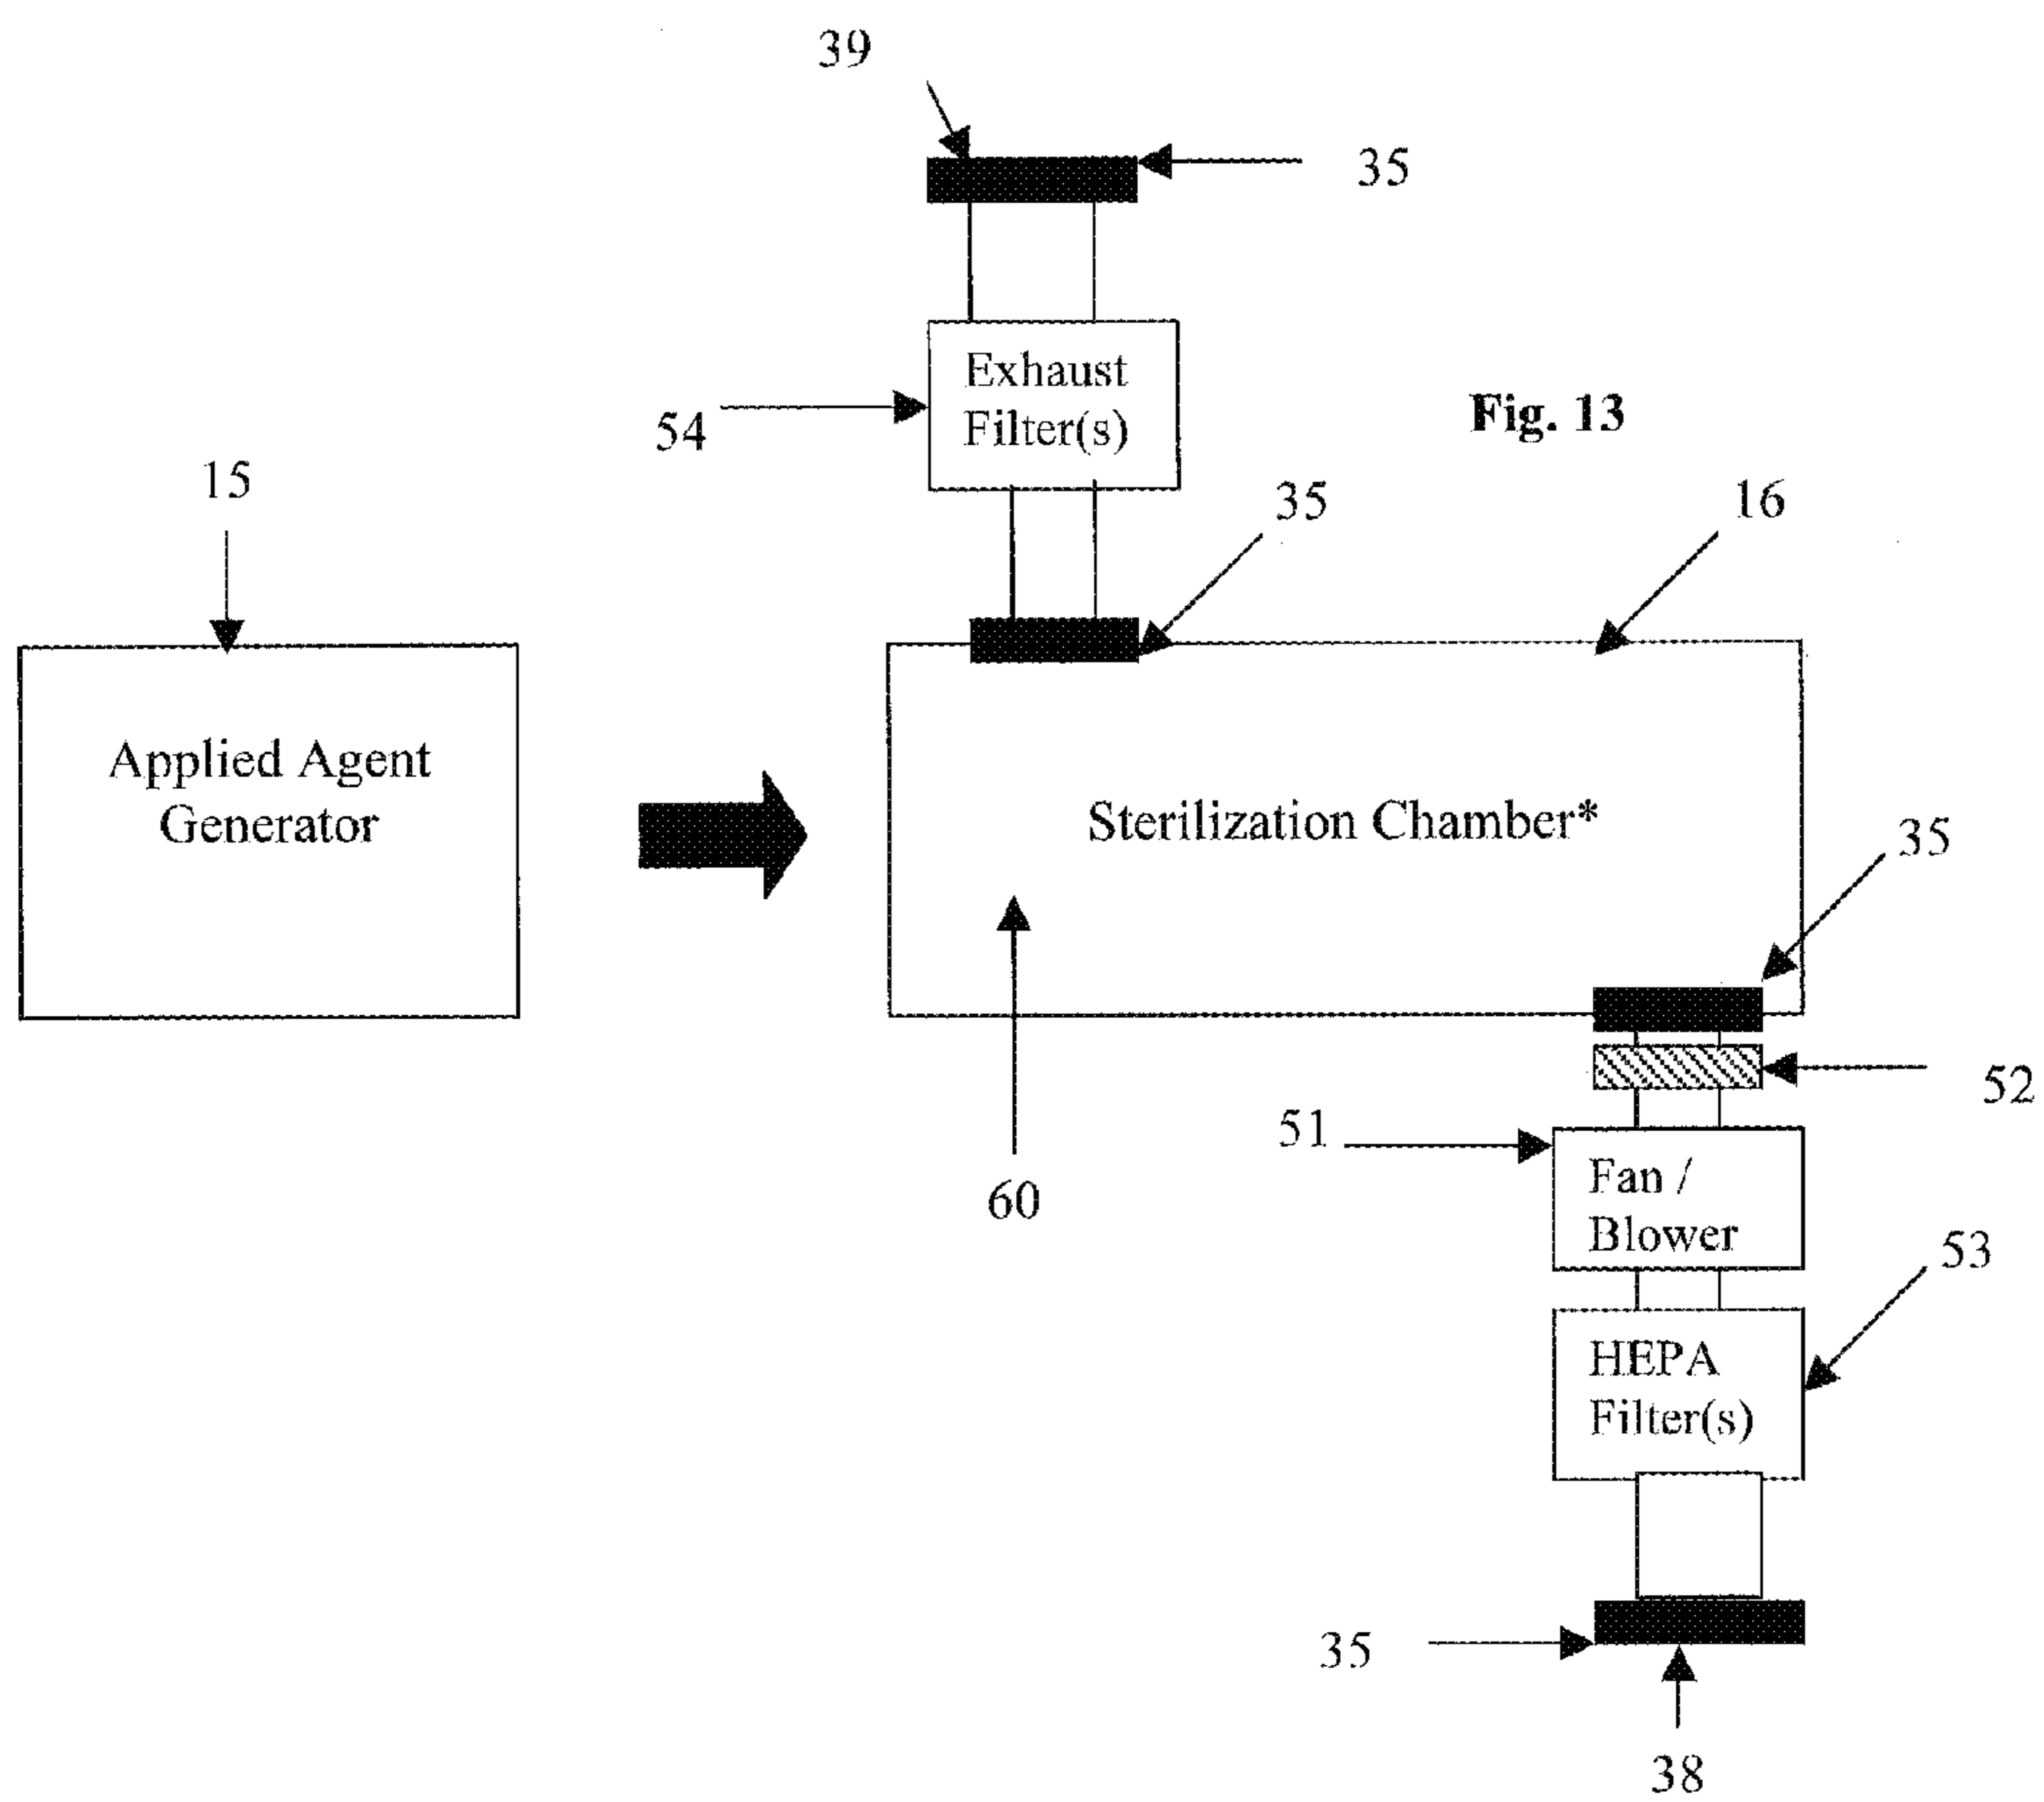 39
35
Exhaust
Filter(s)
54
Fig. 13
15
35
16
Applied Agent
Generator
Sterilization Chamber*
35
52
51
Fan /
Blower
60
53
HEPA
Filter(s)
35
38